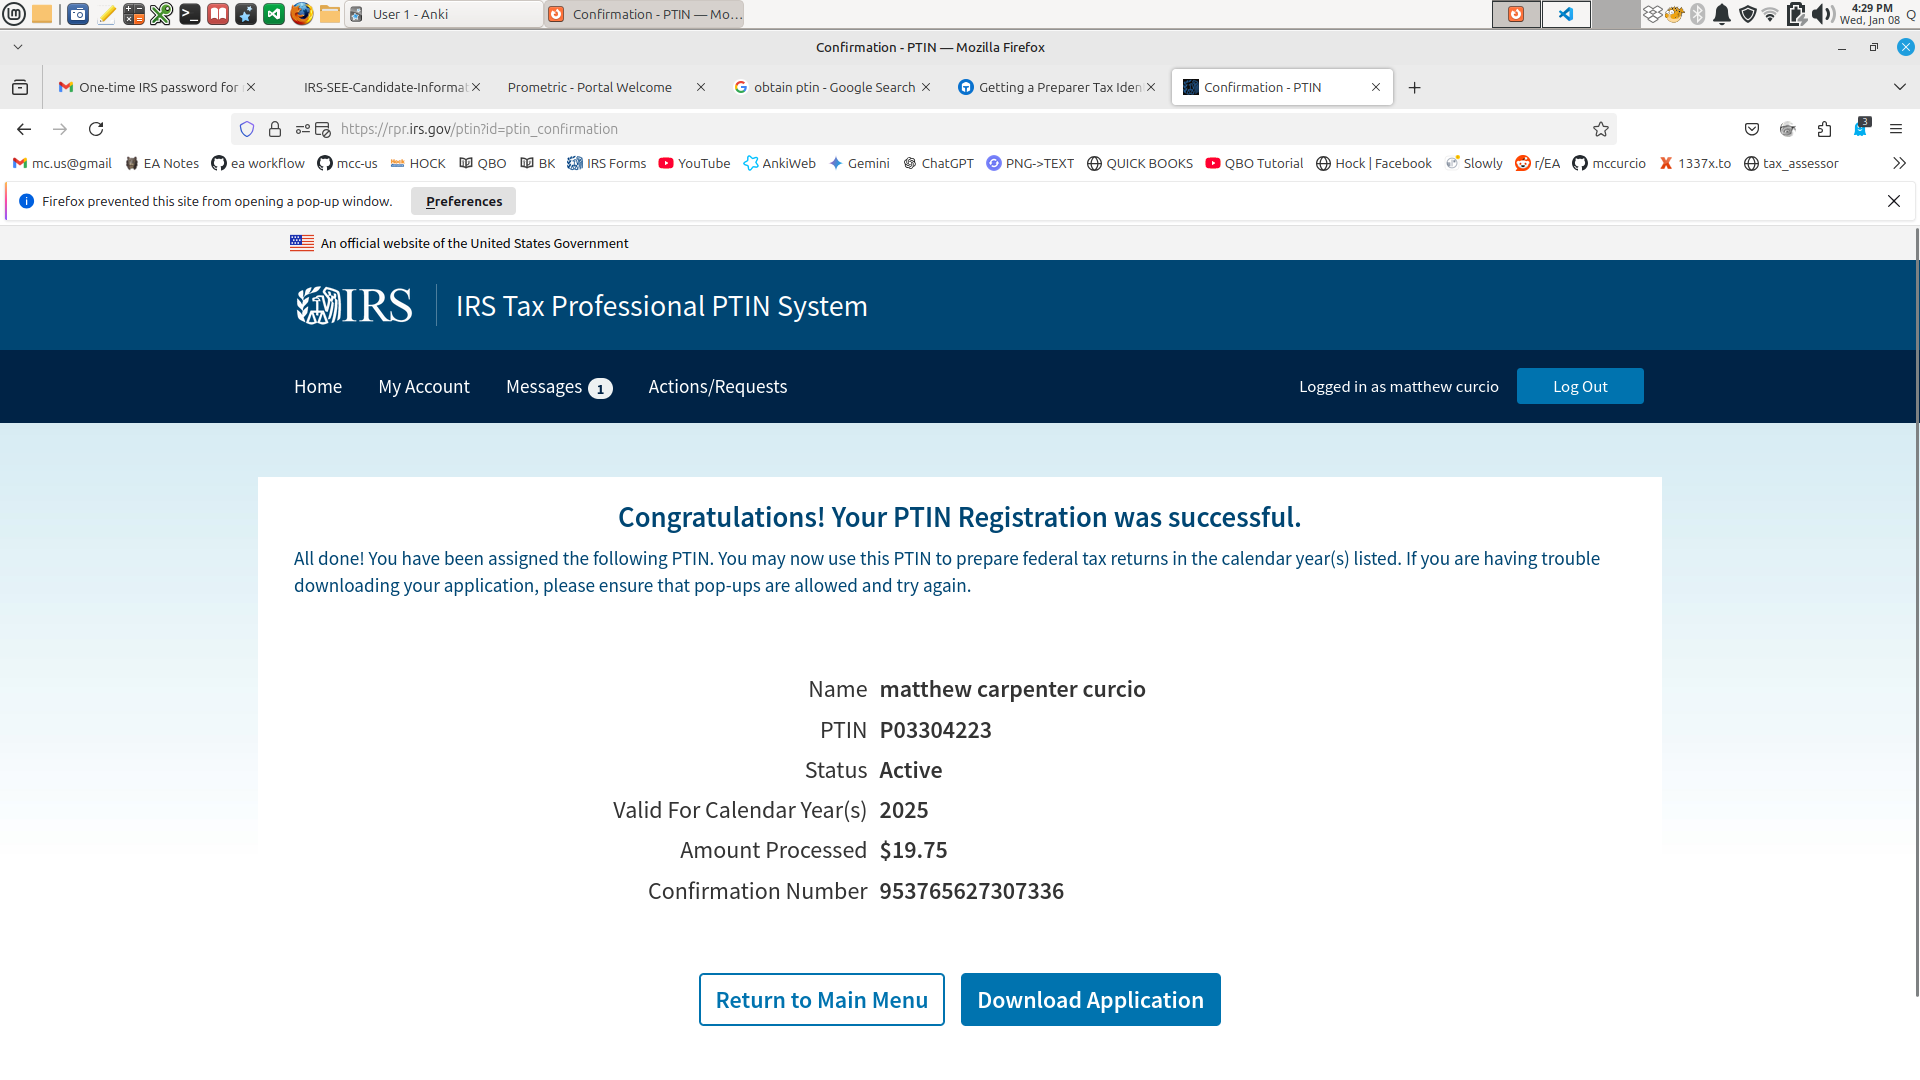 User 1 - Anki
Confirmation - PTIN — Mo...
4:29 PM
Wed, Jan 08
Confirmation - PTIN — Mozilla Firefox
One-time IRS password for
IRS-SEE-Candidate-Informat
Prometric - Portal Welcome
obtain ptin - Google Search
Getting a Preparer Tax Iden
Confirmation - PTIN
https://rpr.irs.gov/ptin?id=ptin_confirmation
3
mc.us@gmail
EA Notes
ea workflow
mcc-us
HOCK
QBO
BK
IRS Forms
YouTube
AnkiWeb
Gemini
ChatGPT
PNG->TEXT
QUICK BOOKS
QBO Tutorial
Hock | Facebook
Slowly
r/EA
mccurcio
1337x.to
tax_assessor
Firefox prevented this site from opening a pop-up window.
Preferences
An official website of the United States Government
IRS
IRS Tax Professional PTIN System
Home
My Account
Messages 1
Actions/Requests
Logged in as matthew curcio
Log Out
Congratulations! Your PTIN Registration was successful.
All done! You have been assigned the following PTIN. You may now use this PTIN to prepare federal tax returns in the calendar year(s) listed. If you are having trouble
downloading your application, please ensure that pop-ups are allowed and try again.
Name matthew carpenter curcio
PTIN P03304223
Status Active
Valid For Calendar Year(s) 2025
Amount Processed $19.75
Confirmation Number 953765627307336
Return to Main Menu
Download Application